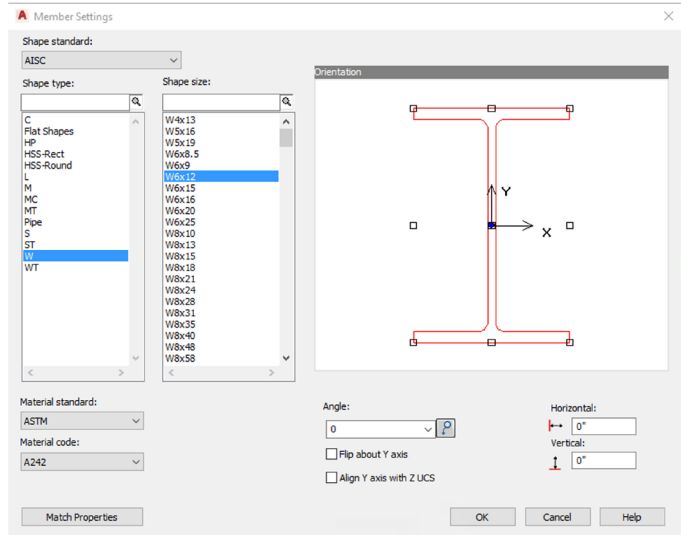 A Member Settings
Shape standard:
AISC
Shape type:
C
Flat Shapes
HP
HSS-Rect
HSS-Round
L
M
MC
MT
Pipe
S
ST
W
WT
Shape size:
W4x13
W5x16
W5x19
W6x8.5
W6x9
W6x12
W6x15
W6x16
W6x20
W6x25
W8x10
W8x13
W8x15
W8x18
W8x21
W8x24
W8x28
W8x31
W8x35
W8x40
W8x48
W8x58
Orientation
Y
X
Material standard:
ASTM
Material code:
A242
Angle:
0
Flip about Y axis
Align Y axis with Z UCS
Horizontal:
0"
Vertical:
0"
Match Properties
OK
Cancel
Help